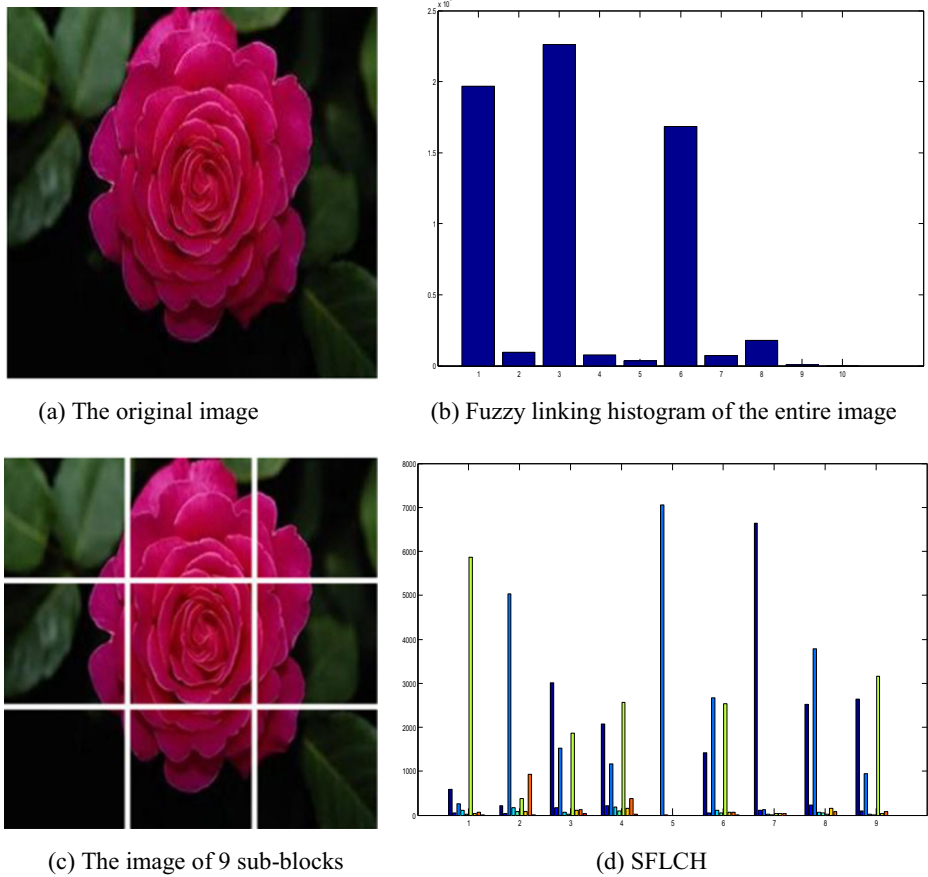 x 10
2.5
2
1.5
1
0.5
0
1 2 3 4 5 6 7 8 9 10
(a) The original image
(b) Fuzzy linking histogram of the entire image
8000
7000
6000
5000
4000
3000
2000
1000
0
1 2 3 4 5 6 7 8 9
(c) The image of 9 sub-blocks
(d) SFLCH